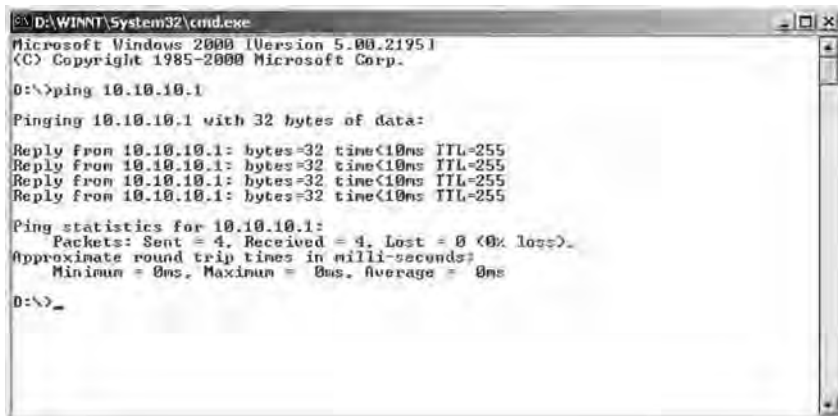 D:\WINNT\System32\cmd.exe
Microsoft Windows 2000 [Version 5.00.2195]
(C) Copyright 1985-2000 Microsoft Corp.
D:\>ping 10.10.10.1
Pinging 10.10.10.1 with 32 bytes of data:
Reply from 10.10.10.1: bytes=32 time<10ms TTL=255
Reply from 10.10.10.1: bytes=32 time<10ms TTL=255
Reply from 10.10.10.1: bytes=32 time<10ms TTL=255
Reply from 10.10.10.1: bytes=32 time<10ms TTL=255
Ping statistics for 10.10.10.1:
Packets: Sent = 4, Received = 4, Lost = 0 (0% loss),
Approximate round trip times in milli-seconds:
Minimum = 0ms, Maximum =  0ms, Average =  0ms
D:\>_